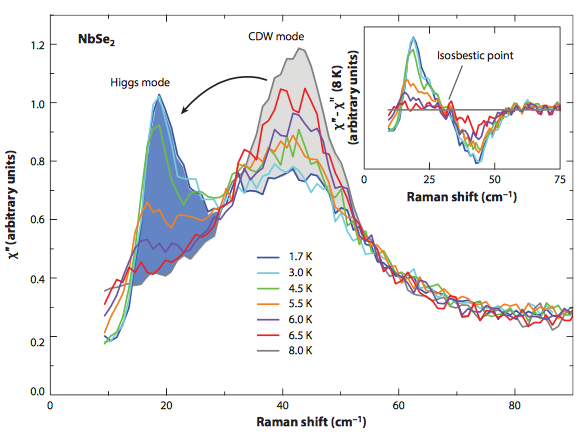 NbSe₂
CDW mode
Higgs mode
Isosbestic point
χ″ (arbitrary units)
1.2
1.0
0.8
0.6
0.4
0.2
0.0
0
20
40
60
80
Raman shift (cm⁻¹)
1.7 K
3.0 K
4.5 K
5.5 K
6.0 K
6.5 K
8.0 K
χ″–χ″ (8 K)
(arbitrary units)
0
25
50
75
Raman shift (cm⁻¹)